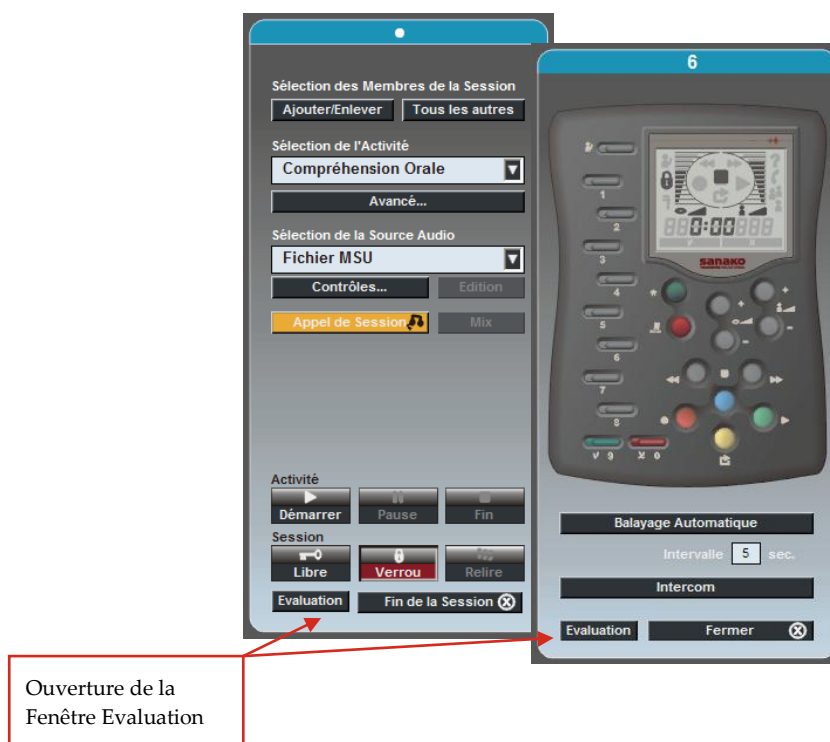 Sélection des Membres de la Session
Ajouter/Enlever Tous les autres
Sélection de l'Activité
Compréhension Orale
Avancé...
Sélection de la Source Audio
Fichier MSU
Contrôles... Edition
Appel de Session Mix
Activité
Démarrer Pause Fin
Session
Libre Verrou Relire
Evaluation Fin de la Session
6
1
2
3
4
5
6
7
8
9 0
0:00
sanako
Balayage Automatique
Intervalle 5 sec.
Intercom
Evaluation Fermer
Ouverture de la
Fenêtre Evaluation